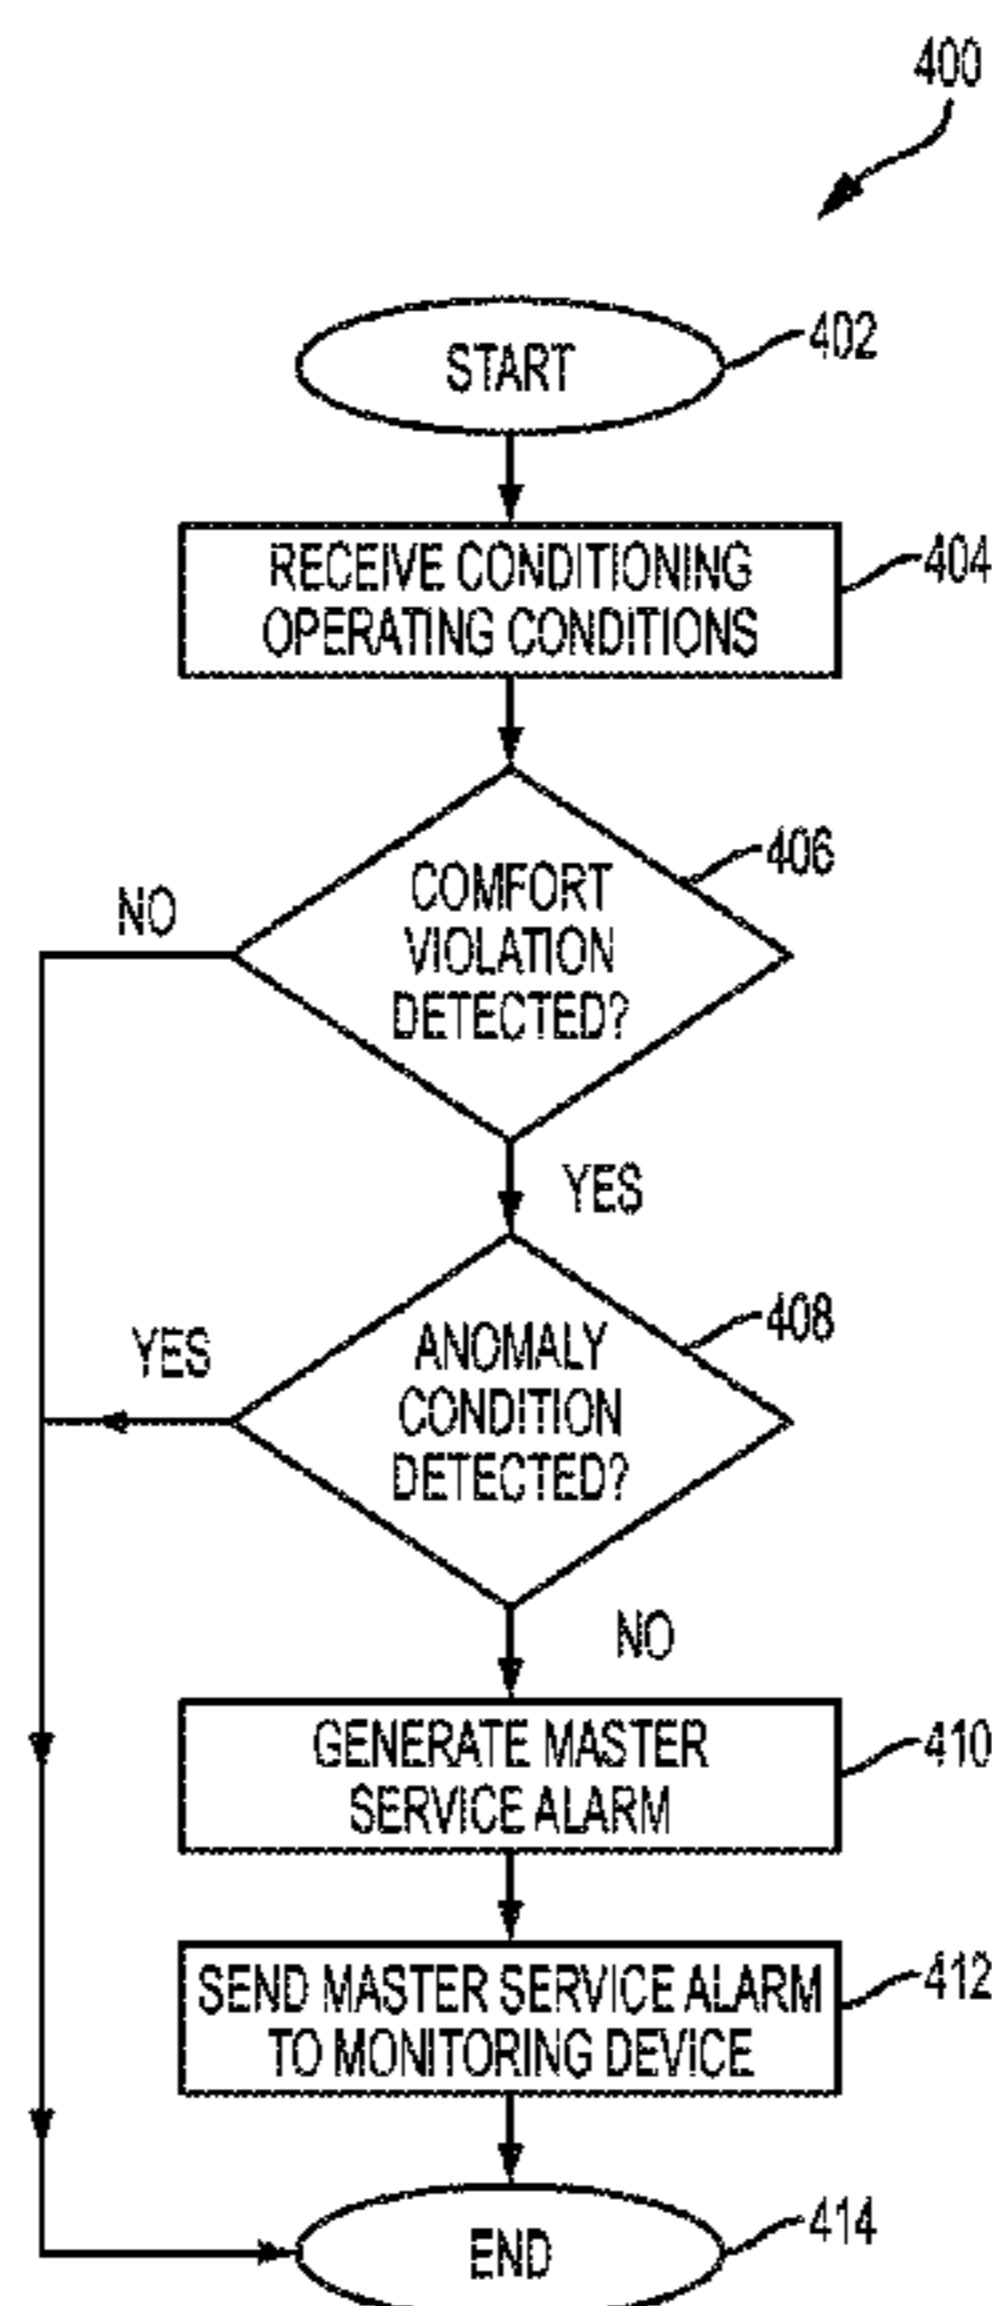 400
START
402
RECEIVE CONDITIONING
OPERATING CONDITIONS
404
COMFORT
VIOLATION
DETECTED?
406
NO
YES
ANOMALY
CONDITION
DETECTED?
408
YES
NO
GENERATE MASTER
SERVICE ALARM
410
SEND MASTER SERVICE ALARM
TO MONITORING DEVICE
412
END
414